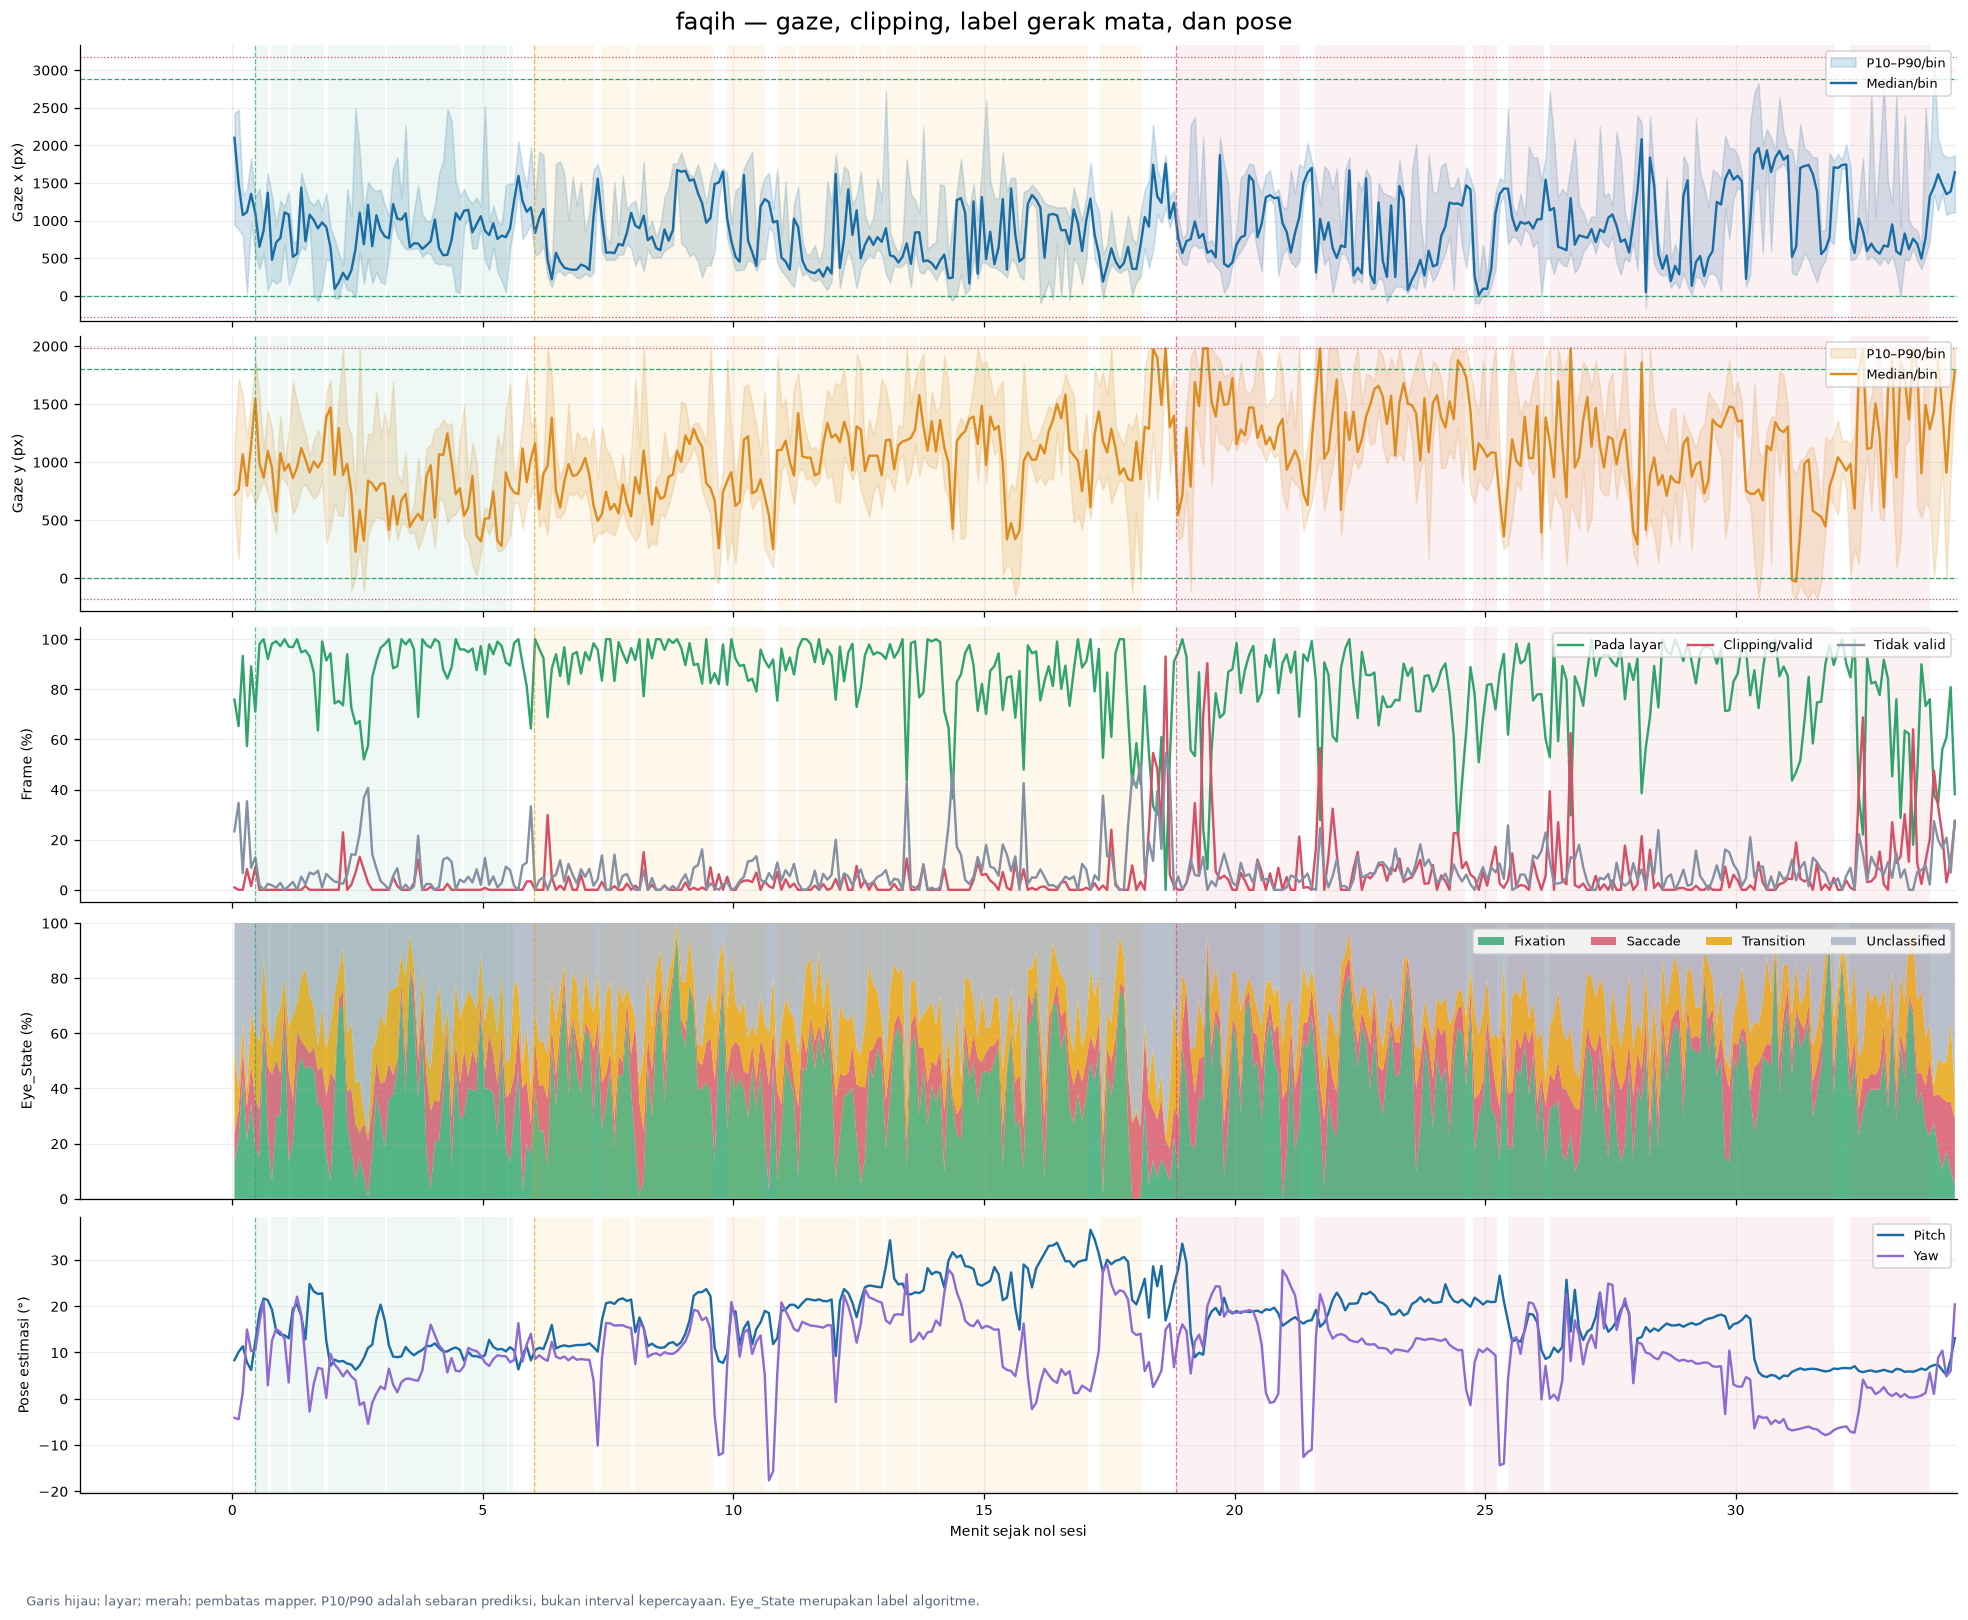 faqih — gaze, clipping, label gerak mata, dan pose
Gaze x (px)
3000
2500
2000
1500
1000
500
0
P10–P90/bin
Median/bin
Gaze y (px)
2000
1500
1000
500
0
P10–P90/bin
Median/bin
Frame (%)
100
80
60
40
20
0
Pada layar
Clipping/valid
Tidak valid
Eye_State (%)
100
80
60
40
20
0
Fixation
Saccade
Transition
Unclassified
Pose estimasi (°)
30
20
10
0
−10
−20
Pitch
Yaw
0 5 10 15 20 25 30
Menit sejak nol sesi
Garis hijau: layar; merah: pembatas mapper. P10/P90 adalah sebaran prediksi, bukan interval kepercayaan. Eye_State merupakan label algoritme.